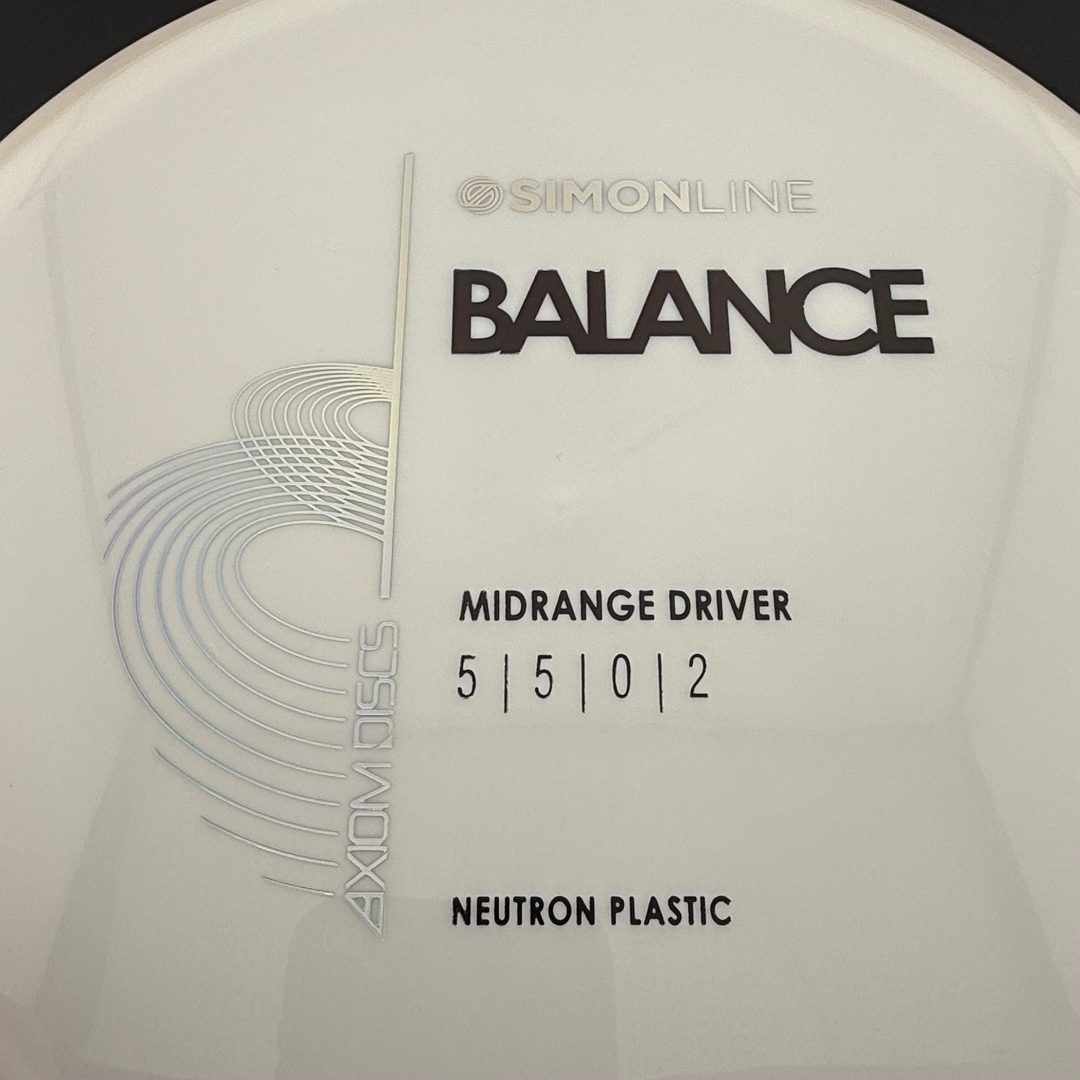 SIMONLINE
BALANCE
AXIOM DISCS
MIDRANGE DRIVER
5 | 5 | 0 | 2
NEUTRON PLASTIC